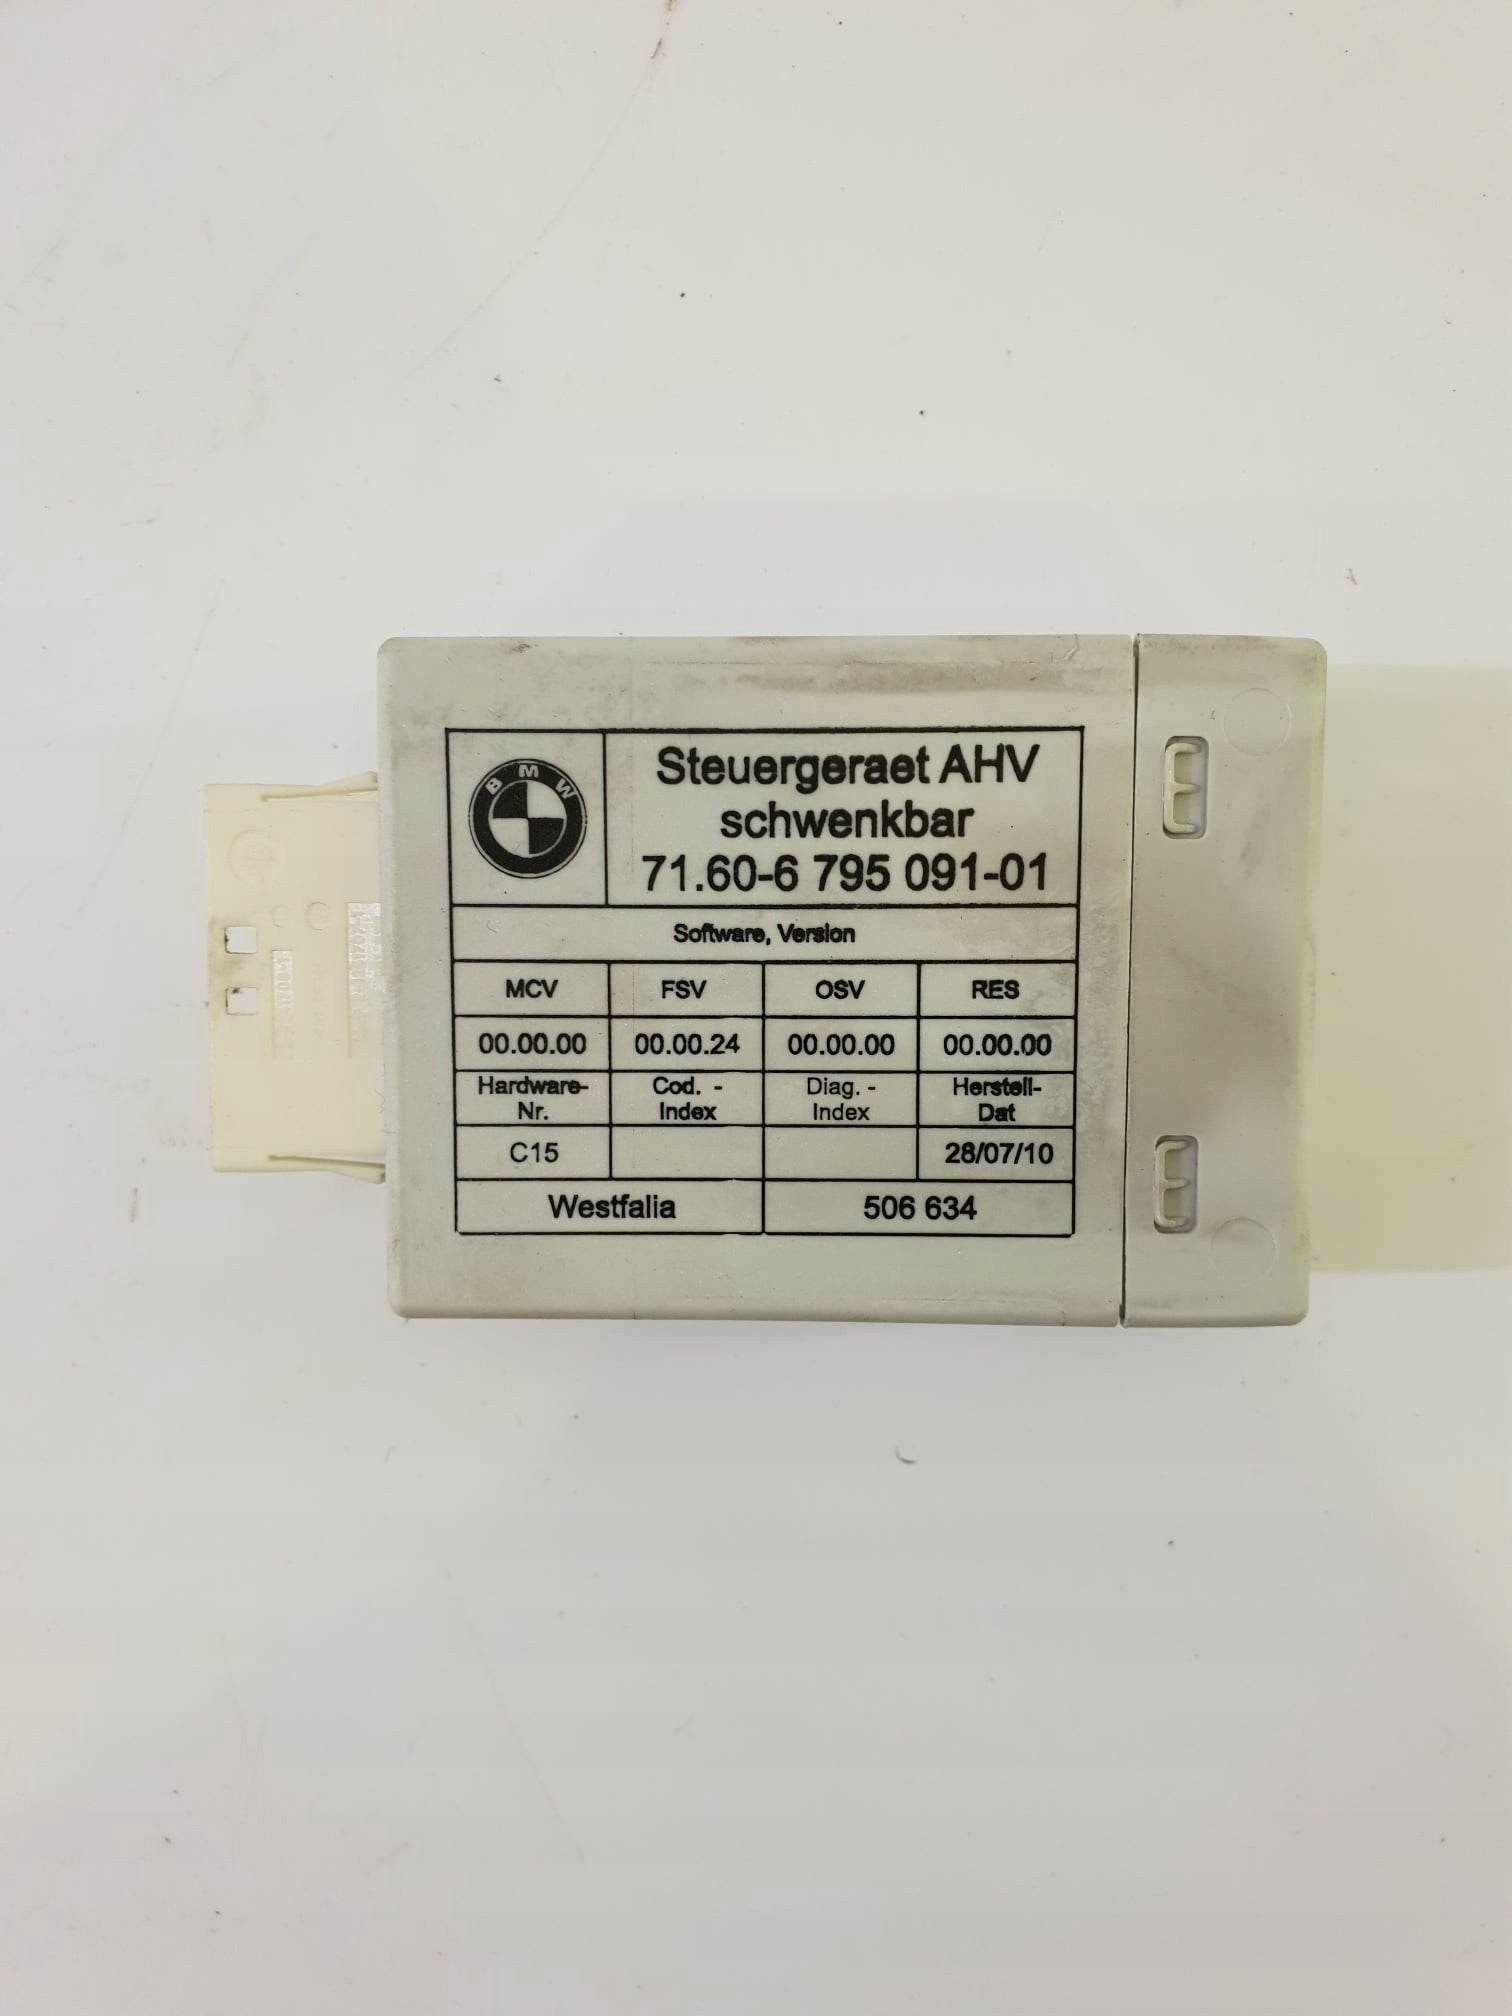 BMW
Steuergeraet AHV
schwenkbar
71.60-6 795 091-01
Software, Version
MCV FSV OSV RES
00.00.00 00.00.24 00.00.00 00.00.00
Hardware- Cod. - Diag. - Herstell-
Nr. Index Index Dat
C15 28/07/10
Westfalia 506 634